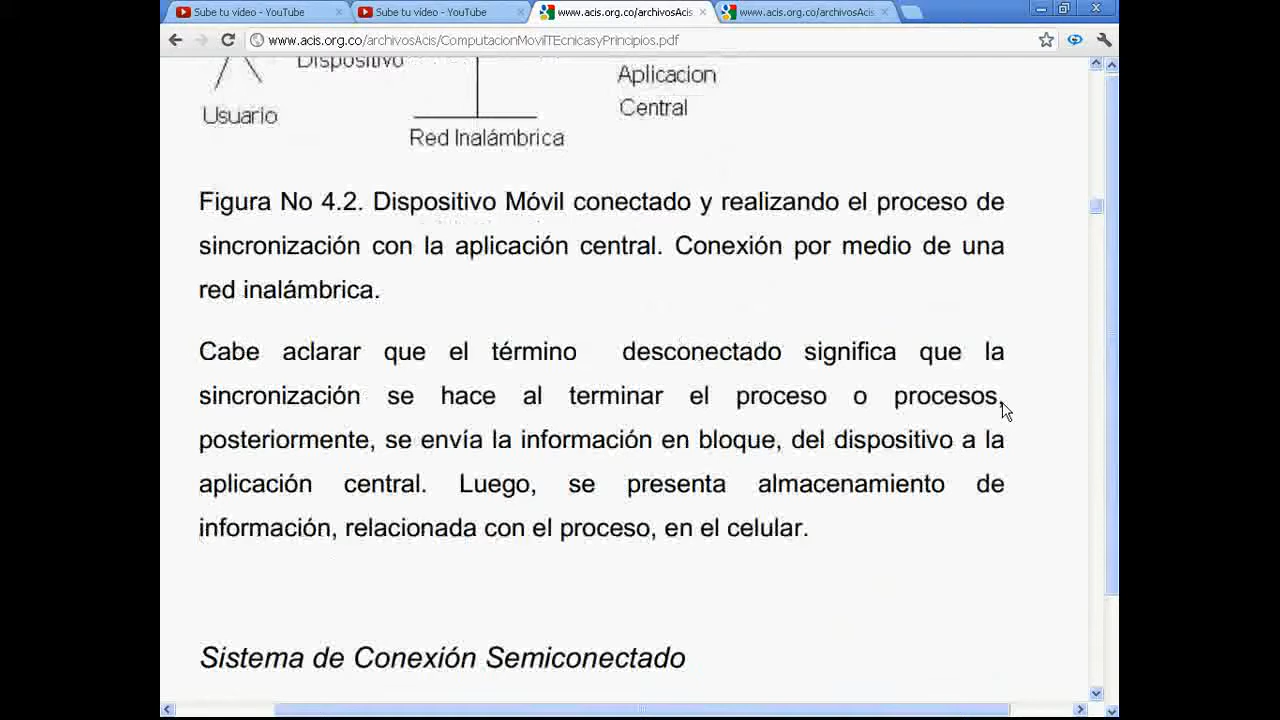 Sube tu vídeo - YouTube
Sube tu vídeo - YouTube
www.acis.org.co/archivosAcis
www.acis.org.co/archivosAcis
www.acis.org.co/archivosAcis/ComputacionMovilTEcnicasyPrincipios.pdf
Dispositivo
Aplicacion
Usuario
Central
Red Inalámbrica
Figura No 4.2. Dispositivo Móvil conectado y realizando el proceso de
sincronización con la aplicación central. Conexión por medio de una
red inalámbrica.
Cabe aclarar que el término desconectado significa que la
sincronización se hace al terminar el proceso o procesos,
posteriormente, se envía la información en bloque, del dispositivo a la
aplicación central. Luego, se presenta almacenamiento de
información, relacionada con el proceso, en el celular.
Sistema de Conexión Semiconectado